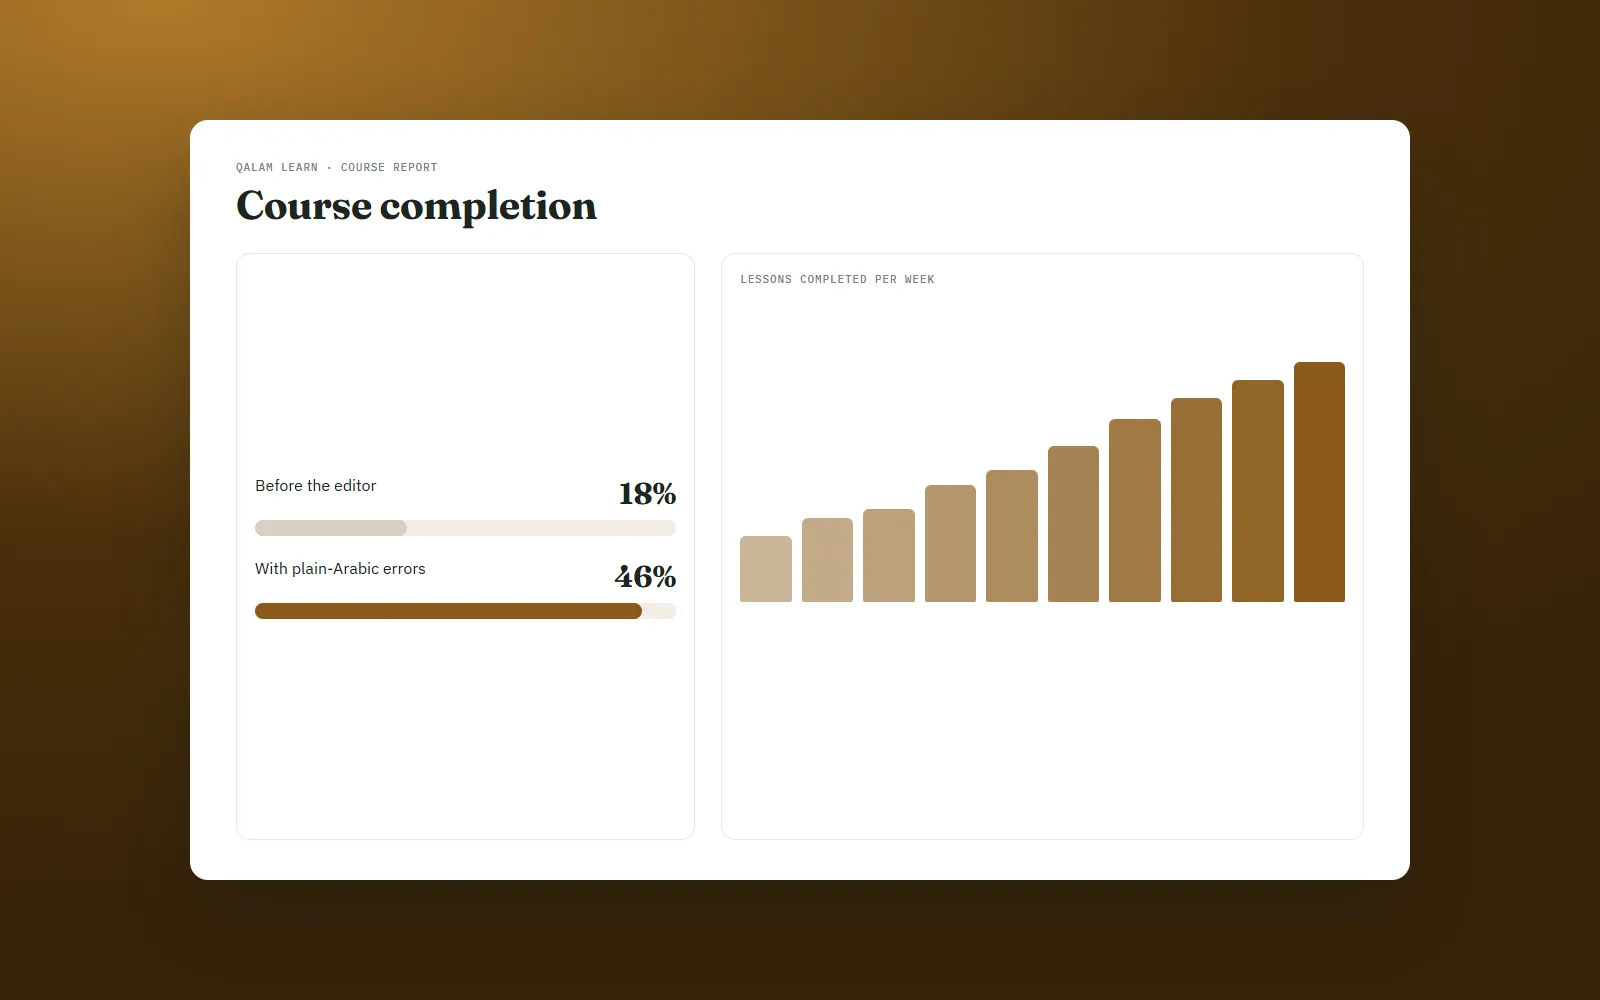 QALAM LEARN · COURSE REPORT
Course completion
Before the editor
18%
With plain-Arabic errors
46%
LESSONS COMPLETED PER WEEK